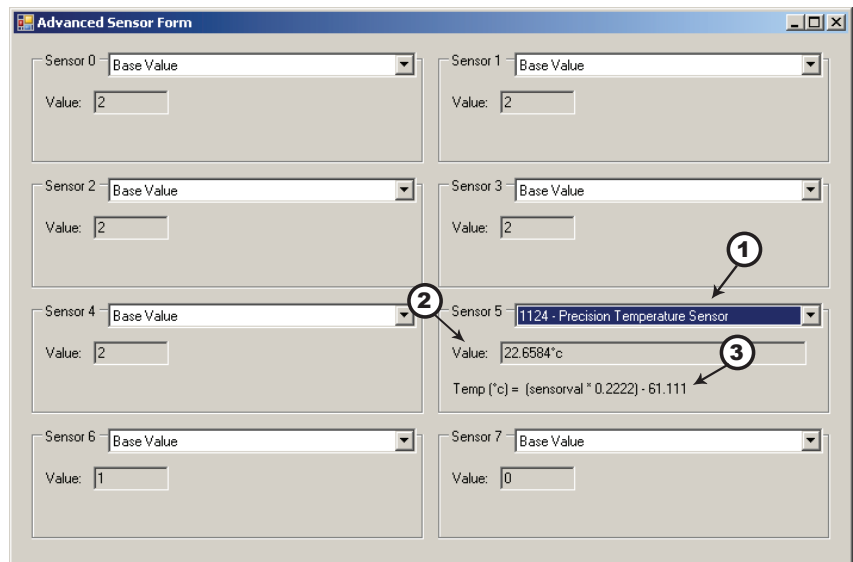 Advanced Sensor Form
Sensor 0 Base Value
Value: 2
Sensor 1 Base Value
Value: 2
Sensor 2 Base Value
Value: 2
Sensor 3 Base Value
Value: 2
1
2
Sensor 4 Base Value
Value: 2
Sensor 5 1124 - Precision Temperature Sensor
Value: 22.6584°c
3
Temp (°c) = (sensorval * 0.2222) - 61.111
Sensor 6 Base Value
Value: 1
Sensor 7 Base Value
Value: 0